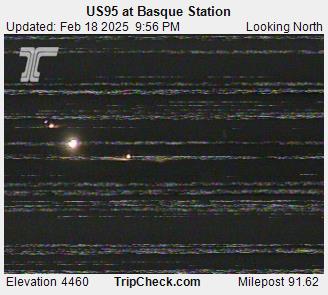 US95 at Basque Station
Updated: Feb 18 2025 9:56 PM Looking North
Elevation 4460 TripCheck.com Milepost 91.62